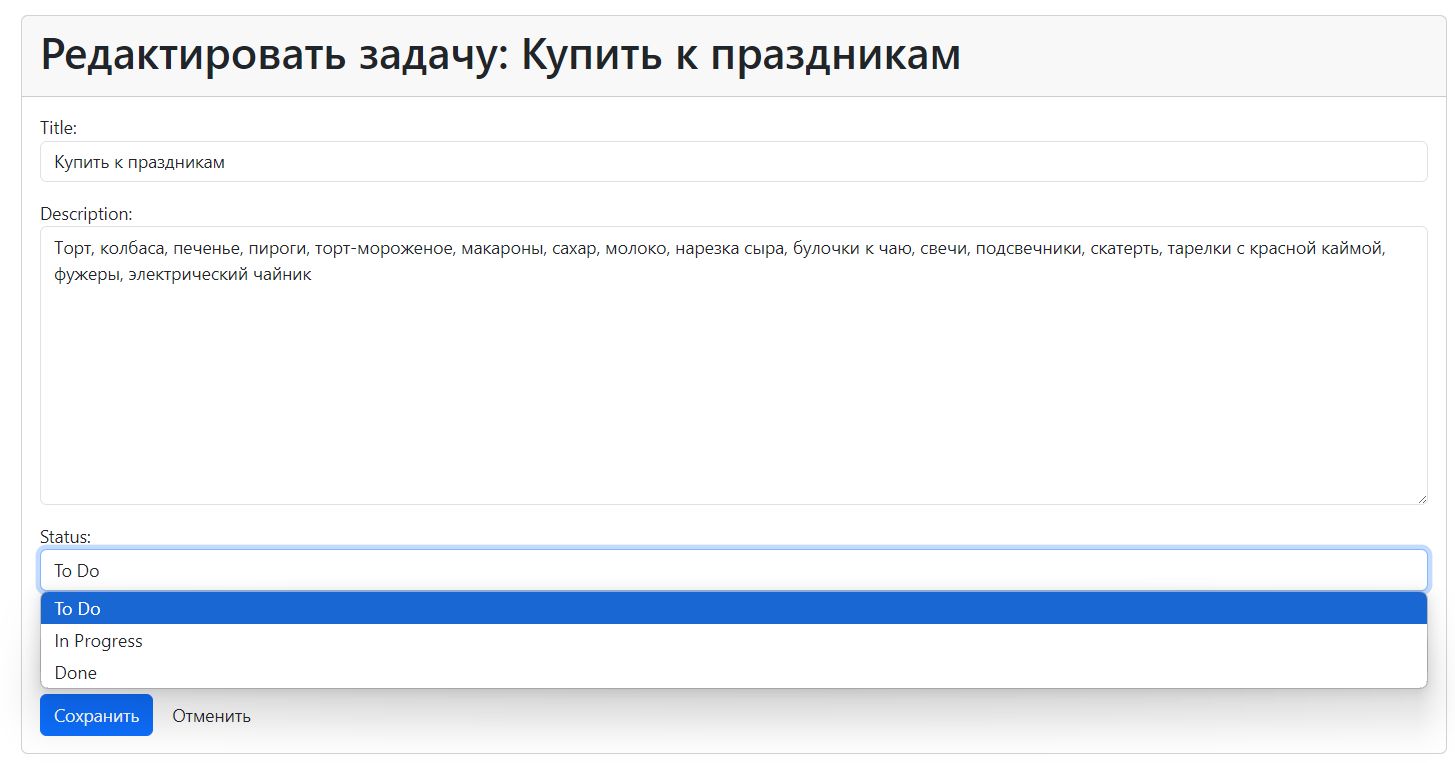 Редактировать задачу: Купить к праздникам
Title:
Купить к праздникам
Description:
Торт, колбаса, печенье, пироги, торт-мороженое, макароны, сахар, молоко, нарезка сыра, булочки к чаю, свечи, подсвечники, скатерть, тарелки с красной каймой,
фужеры, электрический чайник
Status:
To Do
To Do
In Progress
Done
Сохранить Отменить